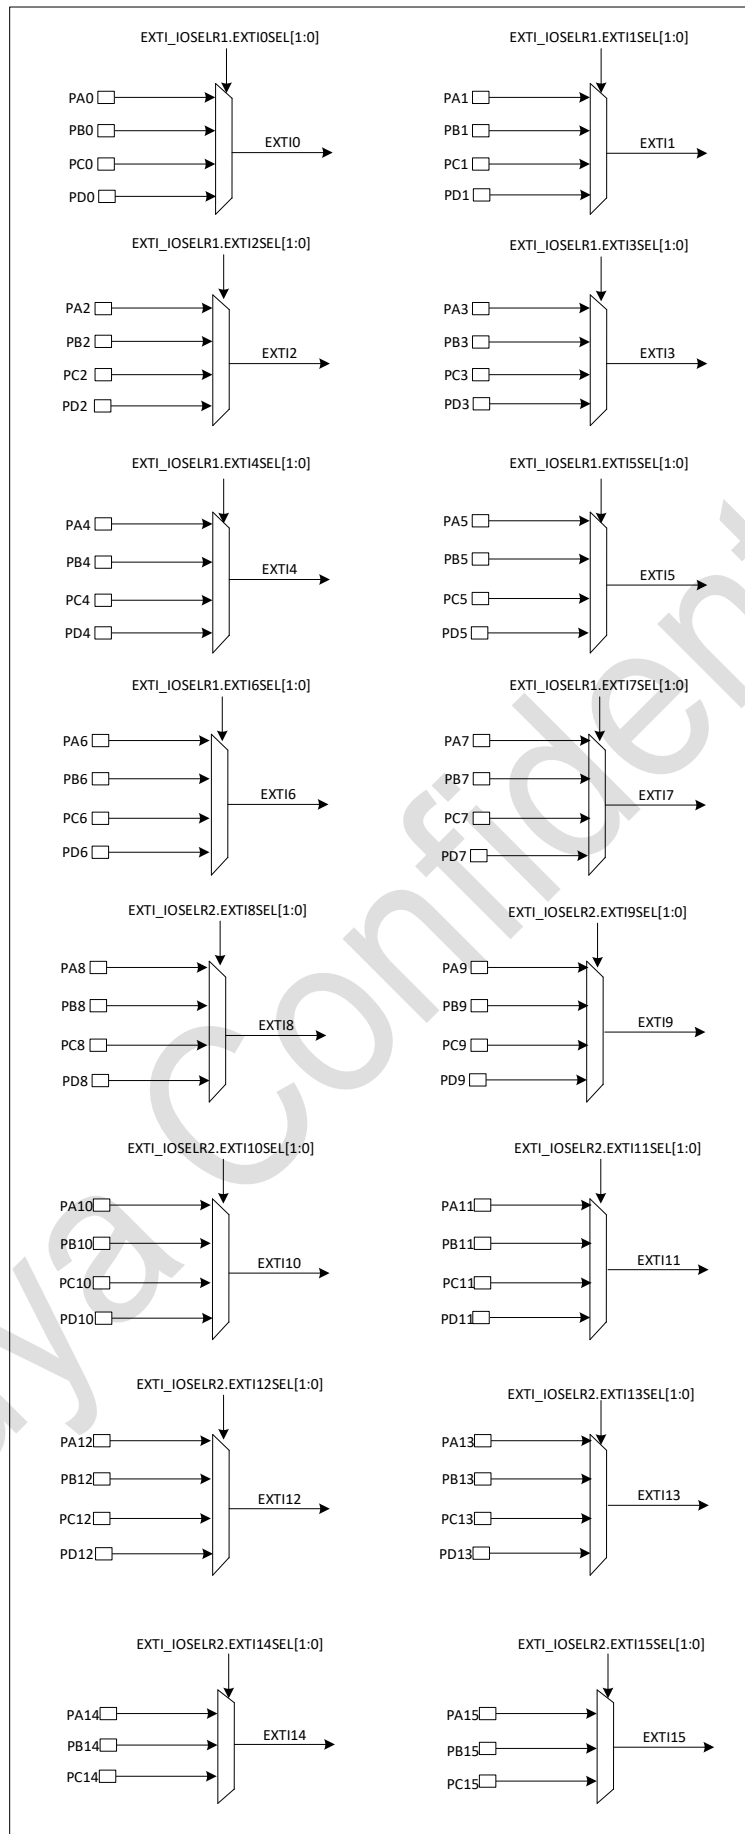 EXTI_IOSELR1.EXTI0SEL[1:0]
PA0
PB0
PC0
PD0
EXTI0
EXTI_IOSELR1.EXTI1SEL[1:0]
PA1
PB1
PC1
PD1
EXTI1
EXTI_IOSELR1.EXTI2SEL[1:0]
PA2
PB2
PC2
PD2
EXTI2
EXTI_IOSELR1.EXTI3SEL[1:0]
PA3
PB3
PC3
PD3
EXTI3
EXTI_IOSELR1.EXTI4SEL[1:0]
PA4
PB4
PC4
PD4
EXTI4
EXTI_IOSELR1.EXTI5SEL[1:0]
PA5
PB5
PC5
PD5
EXTI5
EXTI_IOSELR1.EXTI6SEL[1:0]
PA6
PB6
PC6
PD6
EXTI6
EXTI_IOSELR1.EXTI7SEL[1:0]
PA7
PB7
PC7
PD7
EXTI7
EXTI_IOSELR2.EXTI8SEL[1:0]
PA8
PB8
PC8
PD8
EXTI8
EXTI_IOSELR2.EXTI9SEL[1:0]
PA9
PB9
PC9
PD9
EXTI9
EXTI_IOSELR2.EXTI10SEL[1:0]
PA10
PB10
PC10
PD10
EXTI10
EXTI_IOSELR2.EXTI11SEL[1:0]
PA11
PB11
PC11
PD11
EXTI11
EXTI_IOSELR2.EXTI12SEL[1:0]
PA12
PB12
PC12
PD12
EXTI12
EXTI_IOSELR2.EXTI13SEL[1:0]
PA13
PB13
PC13
PD13
EXTI13
EXTI_IOSELR2.EXTI14SEL[1:0]
PA14
PB14
PC14
EXTI14
EXTI_IOSELR2.EXTI15SEL[1:0]
PA15
PB15
PC15
EXTI15